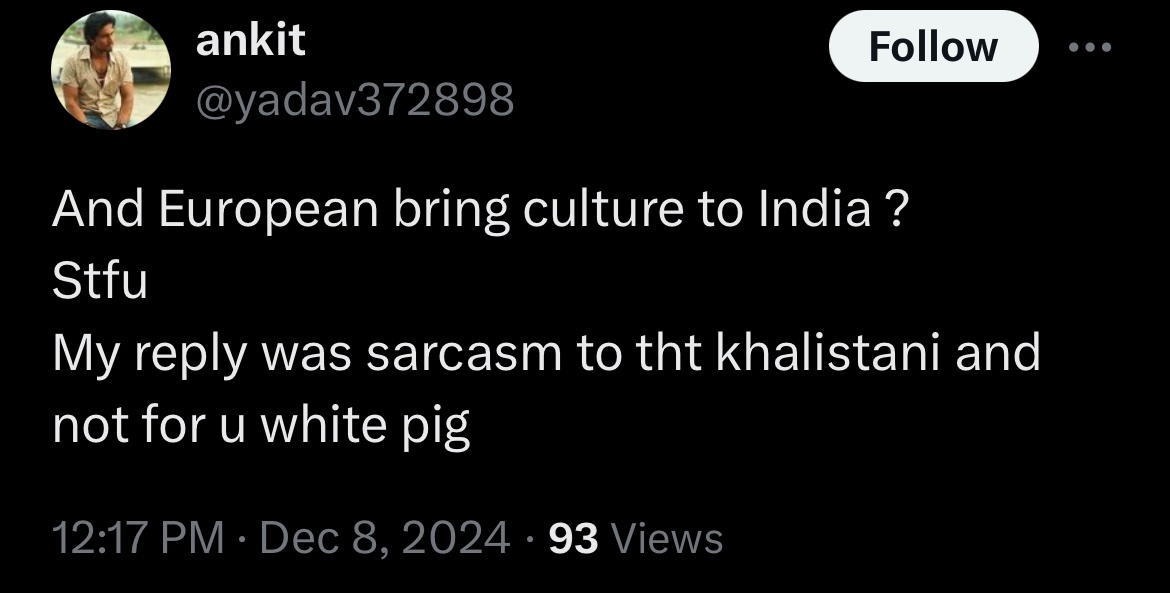 ankit
Follow
@yadav372898
And European bring culture to India ?
Stfu
My reply was sarcasm to tht khalistani and
not for u white pig
12:17 PM · Dec 8, 2024 · 93 Views